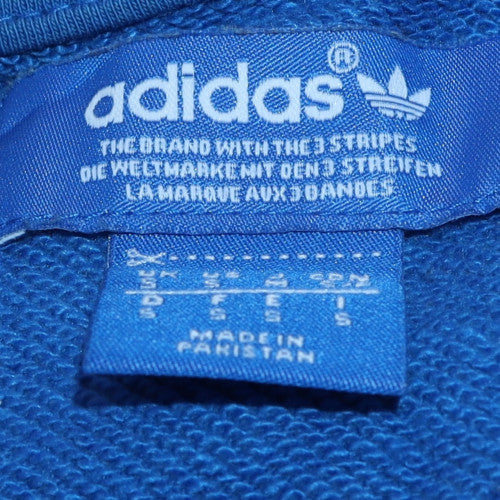 adidas ®
THE BRAND WITH THE 3 STRIPES
DIE WELTMARKE MIT DEN 3 STREIFEN
LA MARQUE AUX 3 BANDES
D F E I
S S S S
MADE IN
PAKISTAN